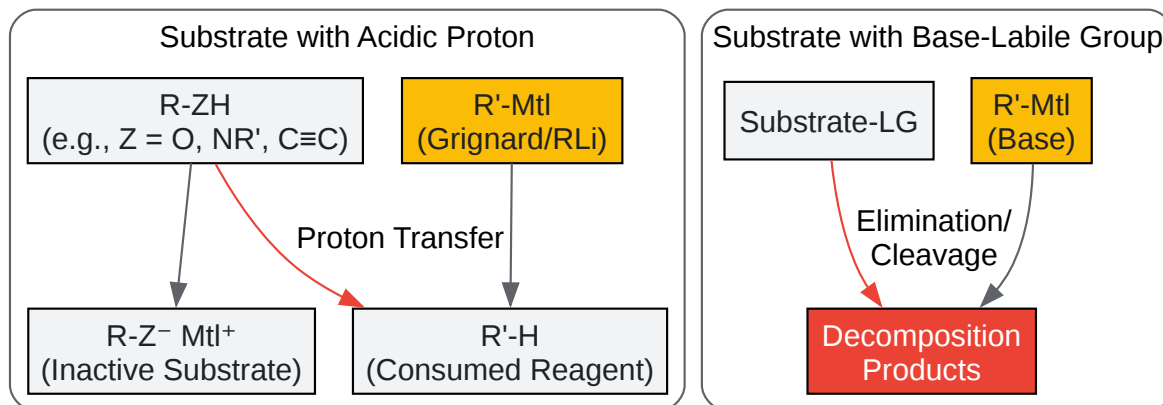 Substrate with Acidic Proton
R-ZH
(e.g., Z = O, NR', C≡C)
R'-Mtl
(Grignard/RLi)
Proton Transfer
R-Z⁻ Mtl⁺
(Inactive Substrate)
R'-H
(Consumed Reagent)
Substrate with Base-Labile Group
Substrate-LG
R'-Mtl
(Base)
Elimination/
Cleavage
Decomposition
Products